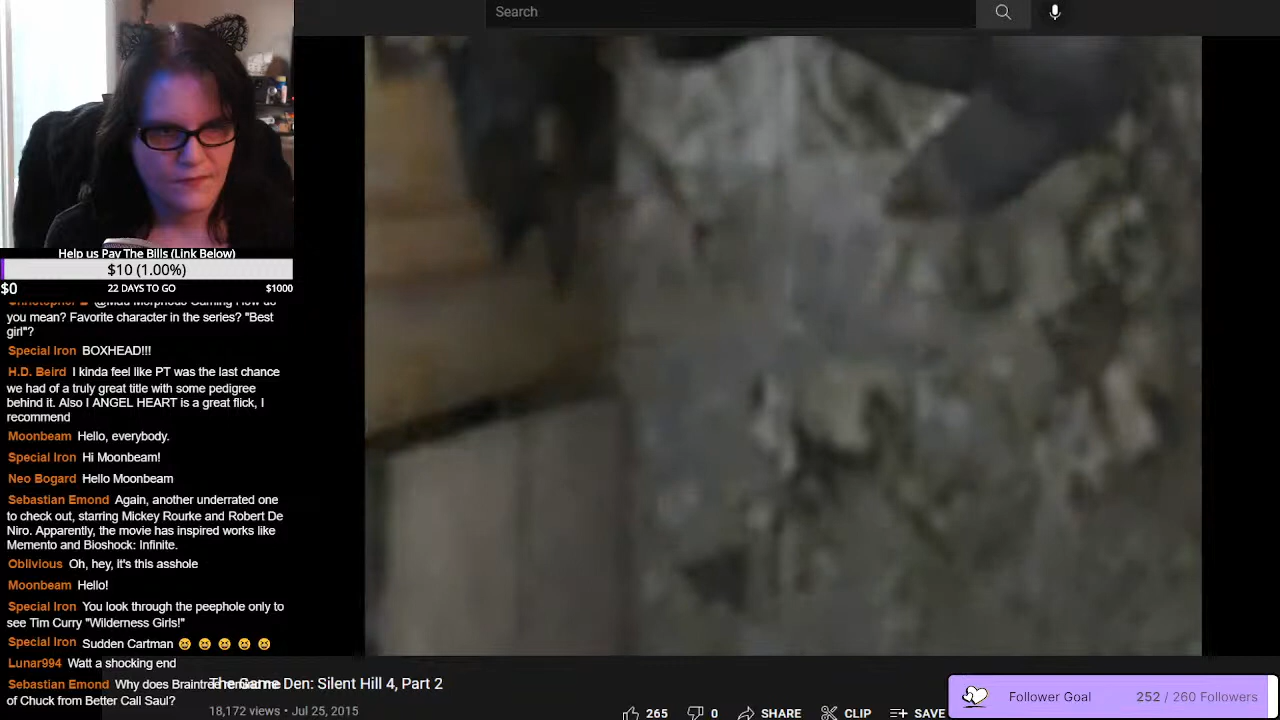 Search
Help us Pay The Bills (Link Below)
$10 (1.00%)
$0
22 DAYS TO GO
$1000
you mean? Favorite character in the series? "Best
girl"?
Special Iron BOXHEAD!!!
H.D. Beird I kinda feel like PT was the last chance
we had of a truly great title with some pedigree
behind it. Also I ANGEL HEART is a great flick, I
recommend
Moonbeam Hello, everybody.
Special Iron Hi Moonbeam!
Neo Bogard Hello Moonbeam
Sebastian Emond Again, another underrated one
to check out, starring Mickey Rourke and Robert De
Niro. Apparently, the movie has inspired works like
Memento and Bioshock: Infinite.
Oblivious Oh, hey, it's this asshole
Moonbeam Hello!
Special Iron You look through the peephole only to
see Tim Curry "Wilderness Girls!"
Special Iron Sudden Cartman 😆 😆 😆 😆 😆
Lunar994 Watt a shocking end
Sebastian Emond Why does Braintree remind me
of Chuck from Better Call Saul?
The Game Den: Silent Hill 4, Part 2
18,172 views • Jul 25, 2015
265
0
SHARE
CLIP
SAVE
Follower Goal
252 / 260 Followers